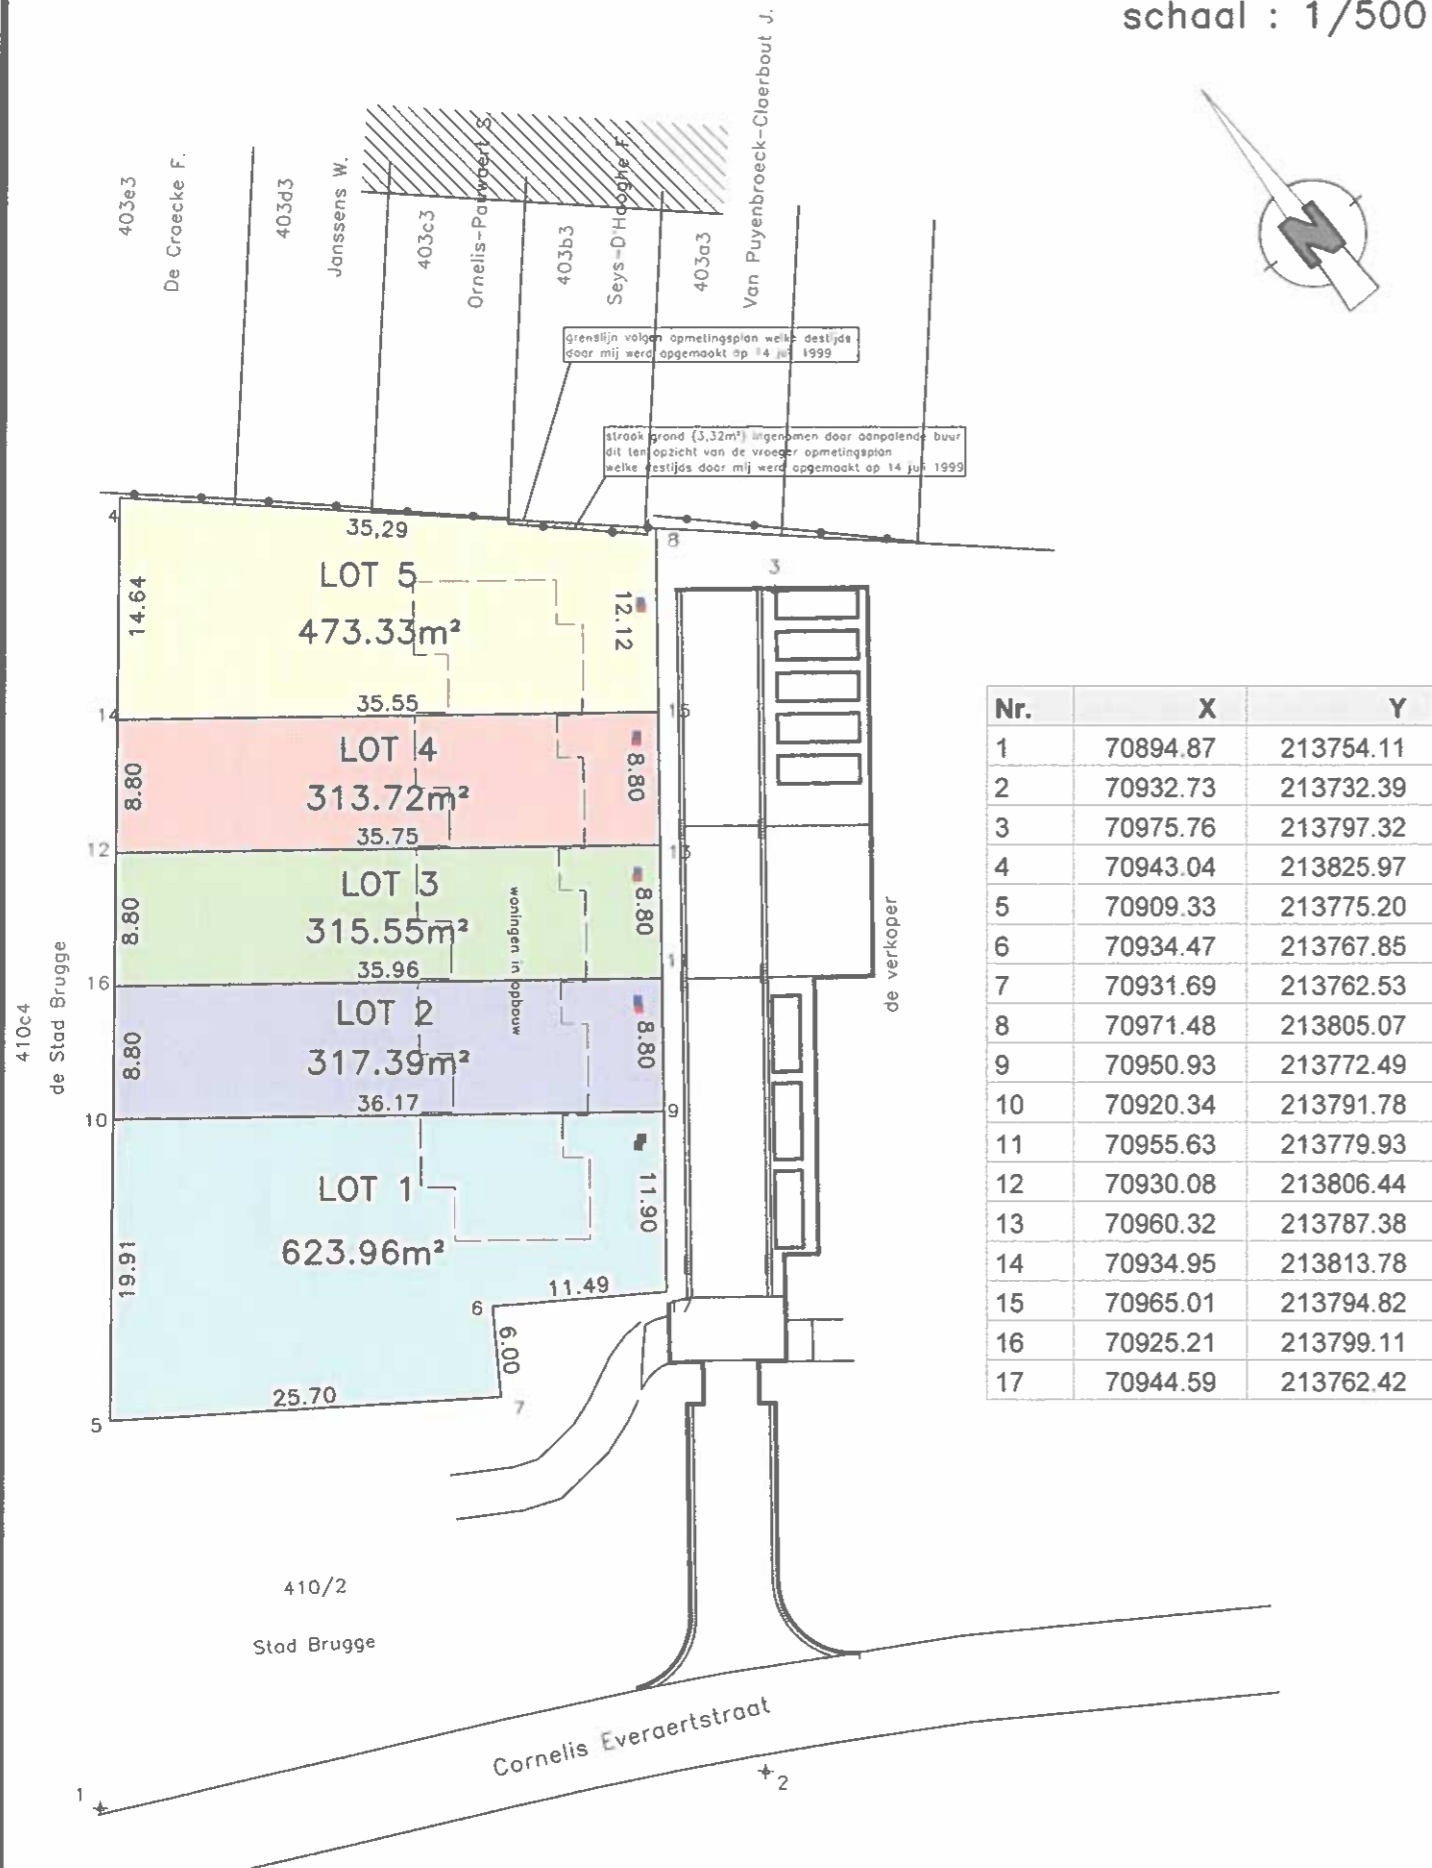 schaal : 1/500
403e3
De Craecke F.
403d3
Janssens W.
403c3
Ornelis-Pauwaert S.
403b3
Seys-D'Hooghe F.
403a3
Van Puyenbroeck-Claerbout J.
N
grenslijn volgen opmetingsplan welke destijds
door mij werd opgemaakt op 14 juli 1999
strook grond (3,32m²) ingenomen door aanpalende buur
dit ten opzicht van de vroeger opmetingsplan
welke destijds door mij werd opgemaakt op 14 juli 1999
4
35,29
8
3
LOT 5
14.64
12.12
473.33m²
35.55
14
15
LOT 4
8.80
8.80
313.72m²
35.75
12
13
LOT 3
8.80
8.80
315.55m²
35.96
16
11
woningen in opbouw
LOT 2
8.80
8.80
317.39m²
36.17
10
9
LOT 1
11.90
623.96m²
19.91
11.49
6
17
6.00
25.70
5
7
410c4
de Stad Brugge
de verkoper
Nr. X Y
1 70894.87 213754.11
2 70932.73 213732.39
3 70975.76 213797.32
4 70943.04 213825.97
5 70909.33 213775.20
6 70934.47 213767.85
7 70931.69 213762.53
8 70971.48 213805.07
9 70950.93 213772.49
10 70920.34 213791.78
11 70955.63 213779.93
12 70930.08 213806.44
13 70960.32 213787.38
14 70934.95 213813.78
15 70965.01 213794.82
16 70925.21 213799.11
17 70944.59 213762.42
410/2
Stad Brugge
Cornelis Everaertstraat
1
2